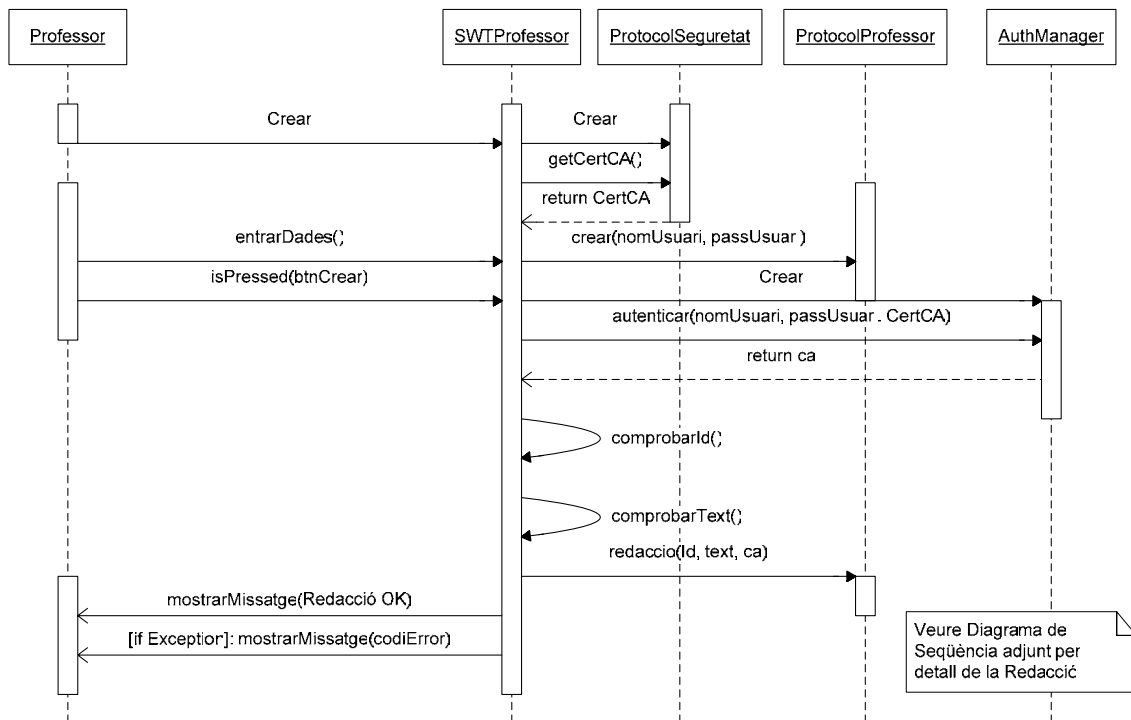 Professor
SWTProfessor
ProtocolSeguretat
ProtocolProfessor
AuthManager
Crear
Crear
getCertCA()
return CertCA
entrarDades()
crear(nomUsuari, passUsuar )
isPressed(btnCrear)
Crear
autenticar(nomUsuari, passUsuar . CertCA)
return ca
comprobarId()
comprobarText()
redaccio(Id, text, ca)
mostrarMissatge(Redacció OK)
[if Exception]: mostrarMissatge(codiError)
Veure Diagrama de
Seqüència adjunt per
detall de la Redacció